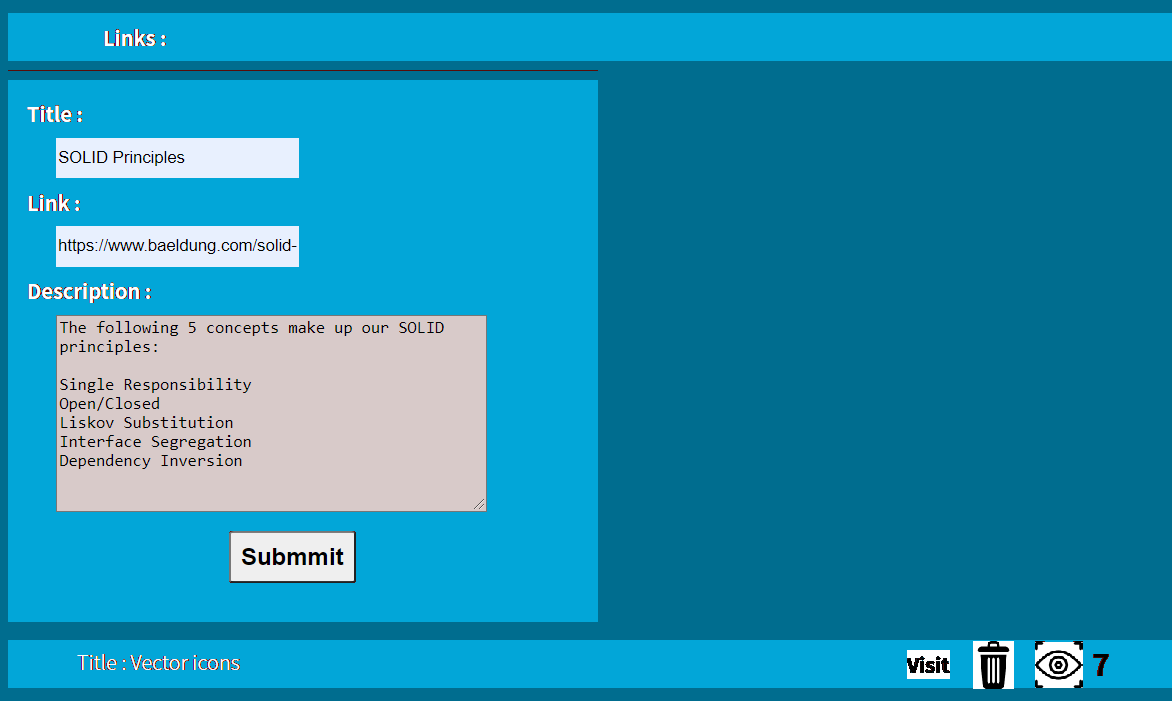 Links :
Title :
SOLID Principles
Link :
https://www.baeldung.com/solid-
Description :
The following 5 concepts make up our SOLID
principles:
Single Responsibility
Open/Closed
Liskov Substitution
Interface Segregation
Dependency Inversion
Submmit
Title : Vector icons
Visit
7